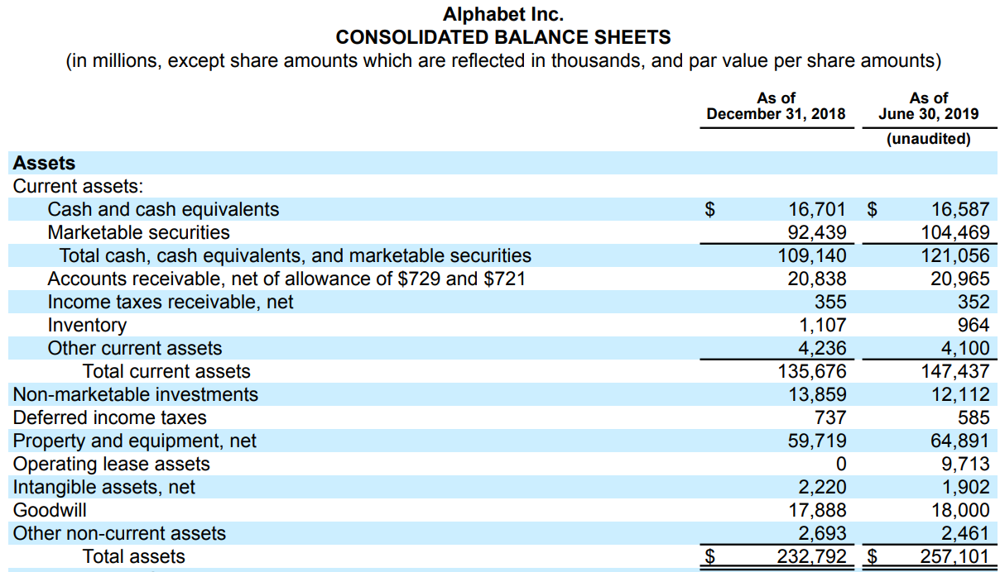 Alphabet Inc.
CONSOLIDATED BALANCE SHEETS
(in millions, except share amounts which are reflected in thousands, and par value per share amounts)
As of December 31, 2018 As of June 30, 2019
(unaudited)
Assets
Current assets:
Cash and cash equivalents $ 16,701 $ 16,587
Marketable securities 92,439 104,469
Total cash, cash equivalents, and marketable securities 109,140 121,056
Accounts receivable, net of allowance of $729 and $721 20,838 20,965
Income taxes receivable, net 355 352
Inventory 1,107 964
Other current assets 4,236 4,100
Total current assets 135,676 147,437
Non-marketable investments 13,859 12,112
Deferred income taxes 737 585
Property and equipment, net 59,719 64,891
Operating lease assets 0 9,713
Intangible assets, net 2,220 1,902
Goodwill 17,888 18,000
Other non-current assets 2,693 2,461
Total assets $ 232,792 $ 257,101